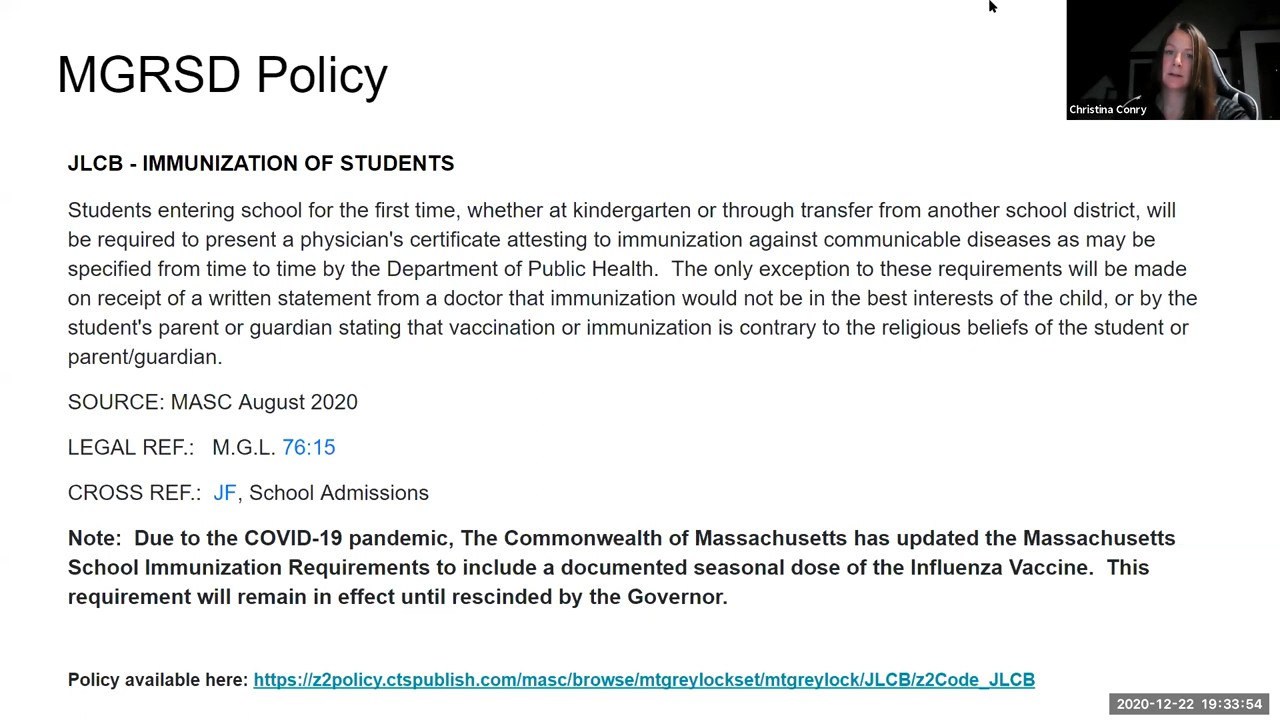 MGRSD Policy
Christina Conry
JLCB - IMMUNIZATION OF STUDENTS
Students entering school for the first time, whether at kindergarten or through transfer from another school district, will
be required to present a physician's certificate attesting to immunization against communicable diseases as may be
specified from time to time by the Department of Public Health.  The only exception to these requirements will be made
on receipt of a written statement from a doctor that immunization would not be in the best interests of the child, or by the
student's parent or guardian stating that vaccination or immunization is contrary to the religious beliefs of the student or
parent/guardian.
SOURCE: MASC August 2020
LEGAL REF.:   M.G.L. 76:15
CROSS REF.:  JF, School Admissions
Note:  Due to the COVID-19 pandemic, The Commonwealth of Massachusetts has updated the Massachusetts
School Immunization Requirements to include a documented seasonal dose of the Influenza Vaccine.  This
requirement will remain in effect until rescinded by the Governor.
Policy available here: https://z2policy.ctspublish.com/masc/browse/mtgreylockset/mtgreylock/JLCB/z2Code_JLCB
2020-12-22 19:33:54